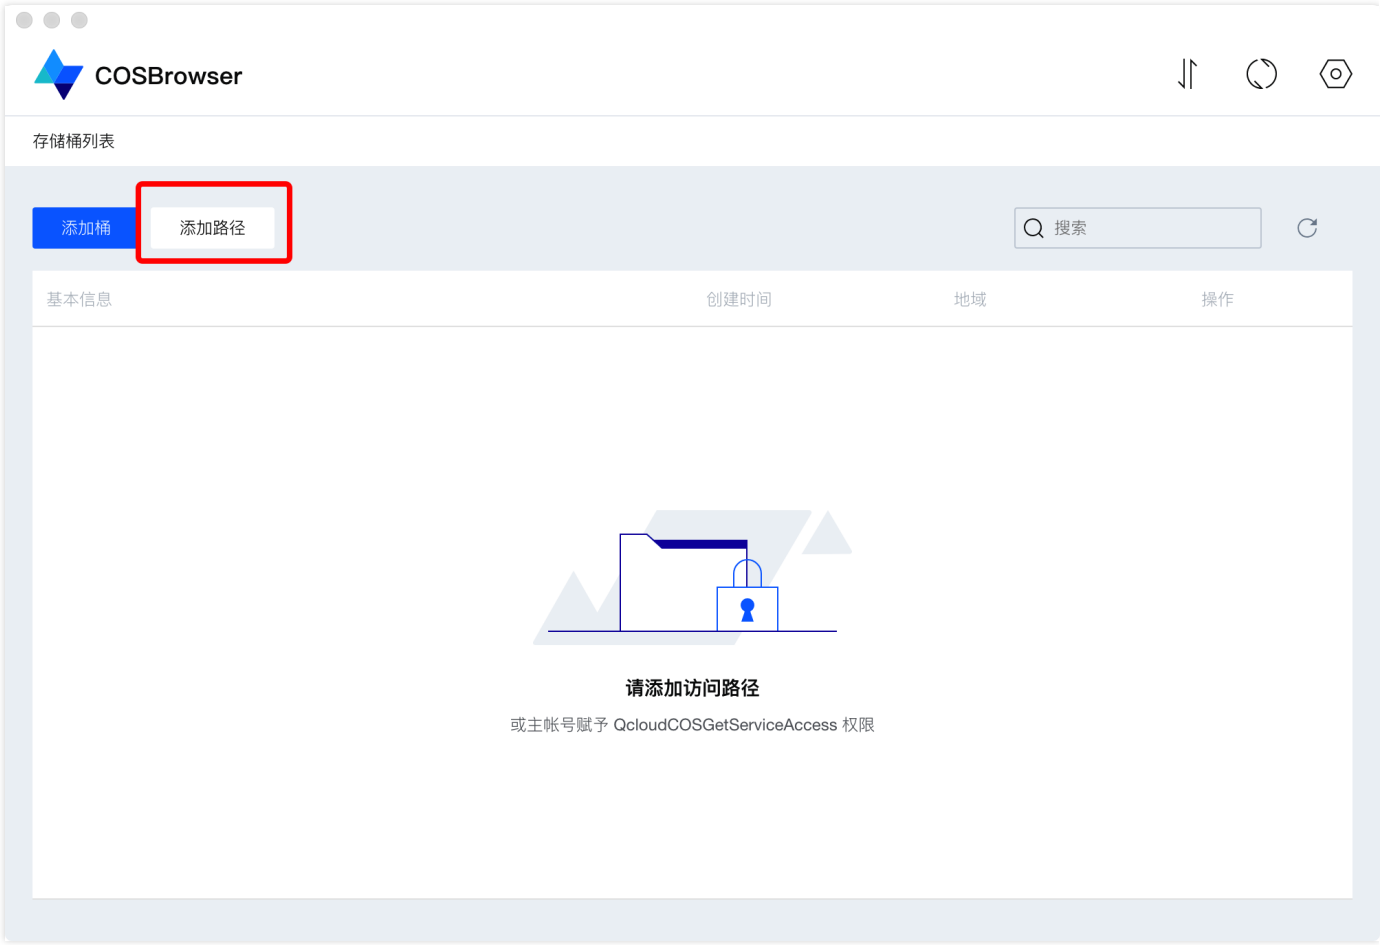 COSBrowser
存储桶列表
添加桶
添加路径
搜索
基本信息
创建时间
地域
操作
请添加访问路径
或主帐号赋予 QcloudCOSGetServiceAccess 权限